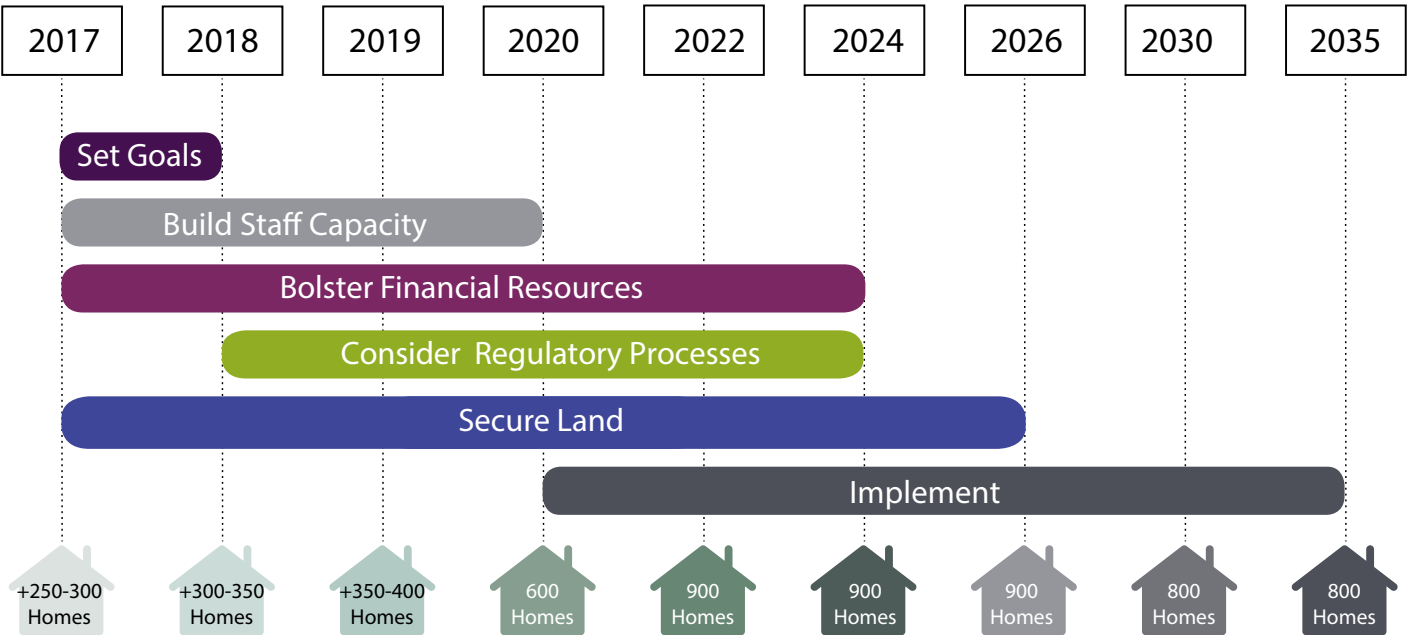 2017 2018 2019 2020 2022 2024 2026 2030 2035
Set Goals
Build Staff Capacity
Bolster Financial Resources
Consider Regulatory Processes
Secure Land
Implement
+250-300 +300-350 +350-400 600 900 900 900 800 800
Homes Homes Homes Homes Homes Homes Homes Homes Homes